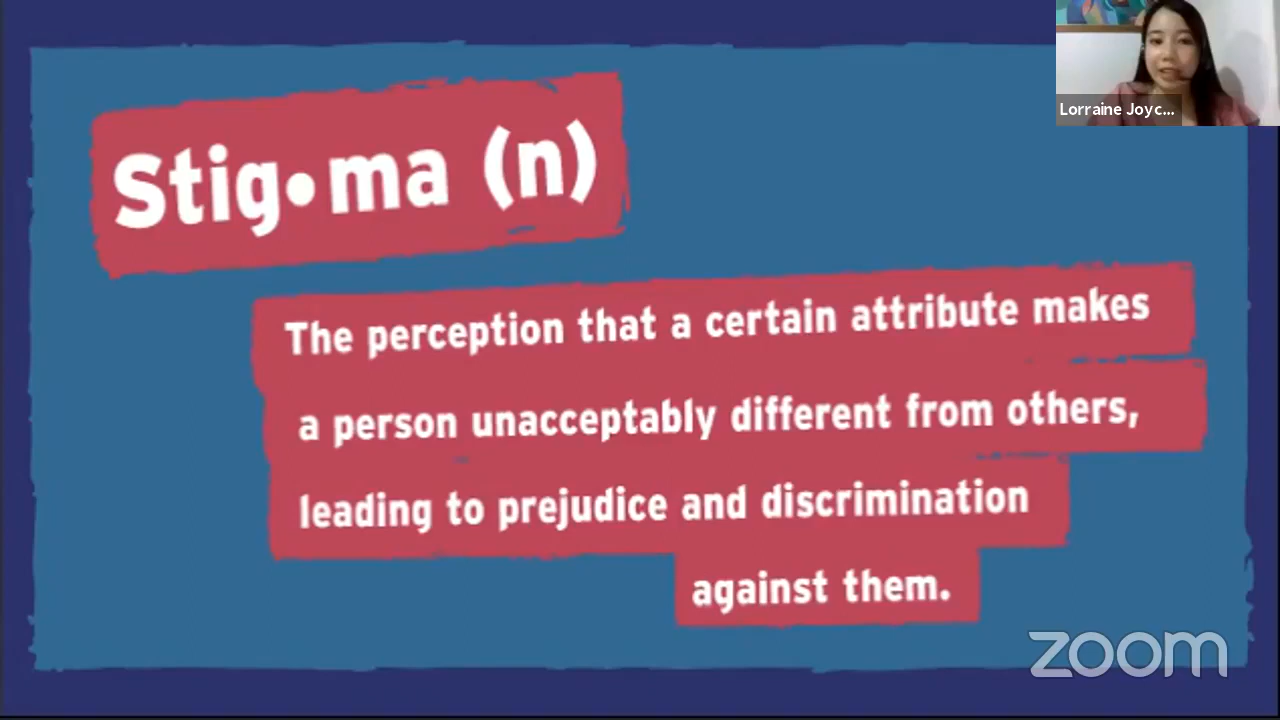 Lorraine Joyc...
Stig•ma (n)
The perception that a certain attribute makes
a person unacceptably different from others,
leading to prejudice and discrimination
against them.
zoom